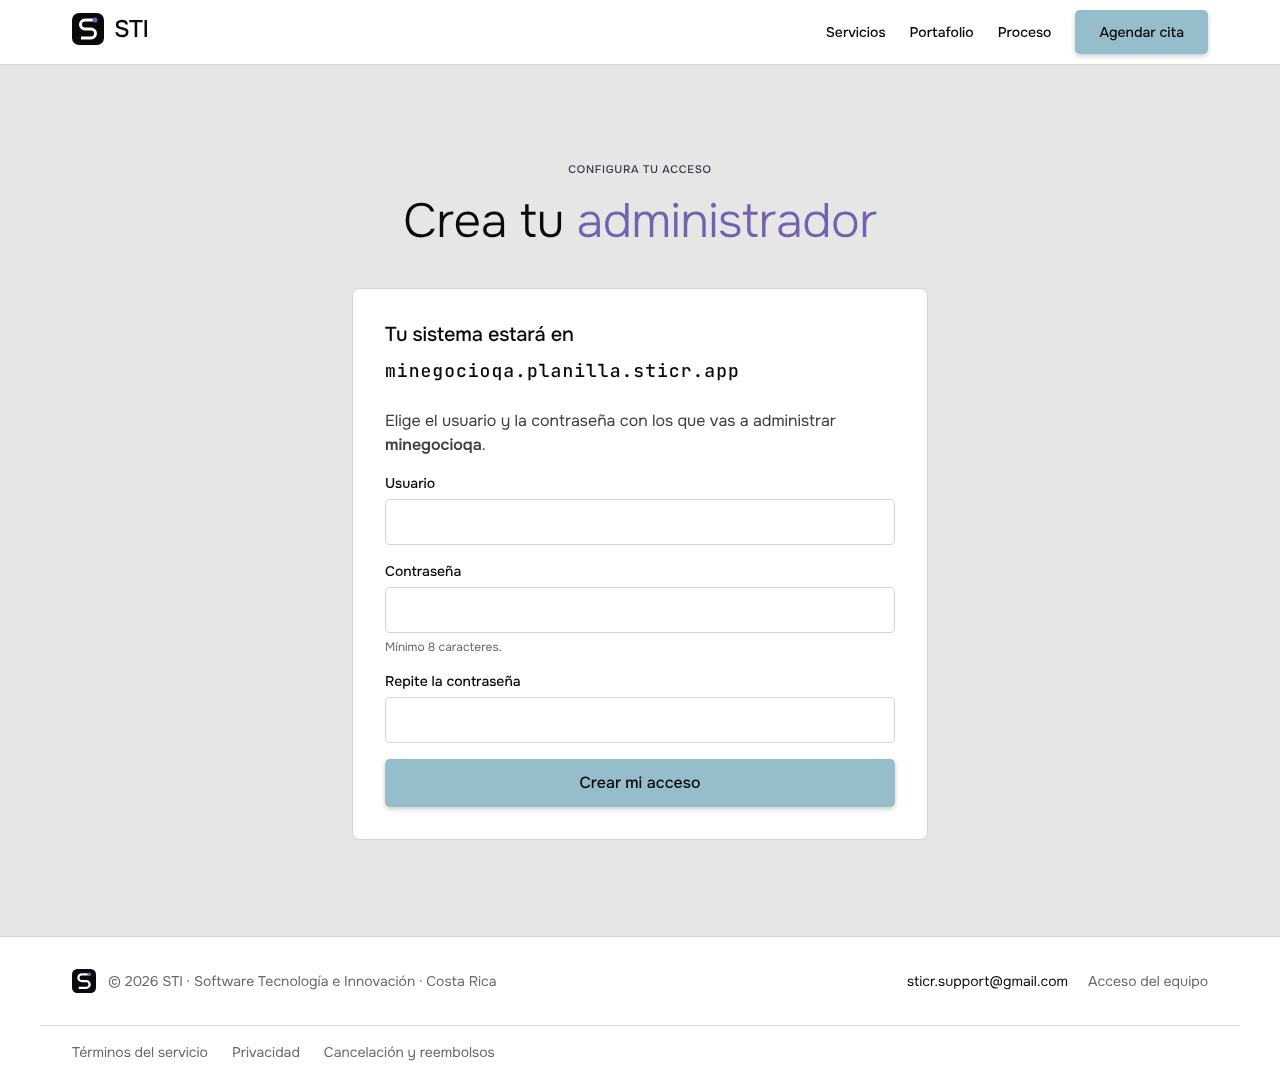 STI
Servicios
Portafolio
Proceso
Agendar cita
CONFIGURA TU ACCESO
Crea tu administrador
Tu sistema estará en
minegocioqa.planilla.sticr.app
Elige el usuario y la contraseña con los que vas a administrar
minegocioqa.
Usuario
Contraseña
Mínimo 8 caracteres.
Repite la contraseña
Crear mi acceso
© 2026 STI · Software Tecnología e Innovación · Costa Rica
sticr.support@gmail.com
Acceso del equipo
Términos del servicio
Privacidad
Cancelación y reembolsos